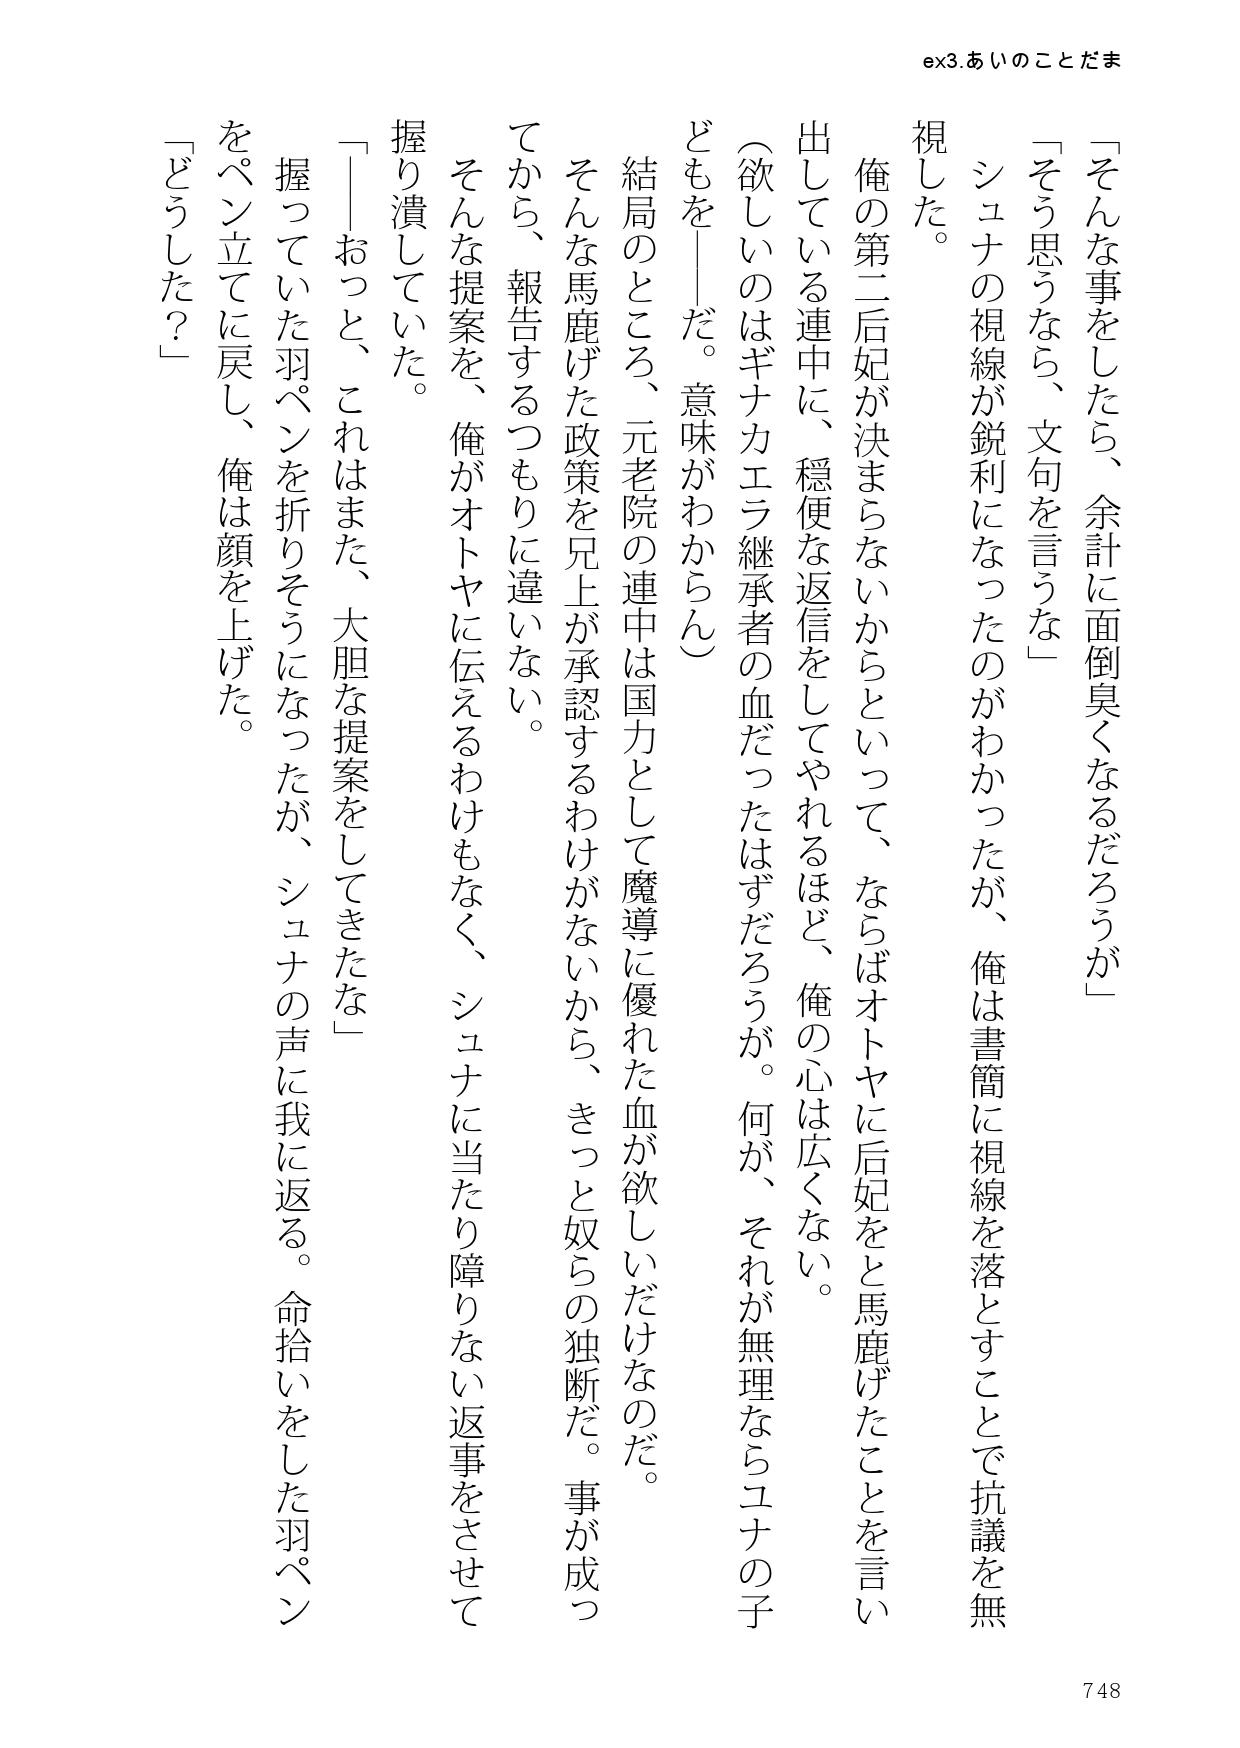 ex3.あいのことだま
「そんな事をしたら、余計に面倒臭くなるだろうが」
「そう思うなら、文句を言うな」
　シュナの視線が鋭利になったのがわかったが、俺は書簡に視線を落とすことで抗議を無
視した。
　俺の第二后妃が決まらないからといって、ならばオトヤに后妃をと馬鹿げたことを言い
出している連中に、穏便な返信をしてやれるほど、俺の心は広くない。
（欲しいのはギナカエラ継承者の血だったはずだろうが。何が、それが無理ならユナの子
どもを――だ。意味がわからん）
　結局のところ、元老院の連中は国力として魔導に優れた血が欲しいだけなのだ。
　そんな馬鹿げた政策を兄上が承認するわけがないから、きっと奴らの独断だ。事が成っ
てから、報告するつもりに違いない。
　そんな提案を、俺がオトヤに伝えるわけもなく、シュナに当たり障りない返事をさせて
握り潰していた。
「――おっと、これはまた、大胆な提案をしてきたな」
　握っていた羽ペンを折りそうになったが、シュナの声に我に返る。命拾いをした羽ペン
をペン立てに戻し、俺は顔を上げた。
「どうした？」
748